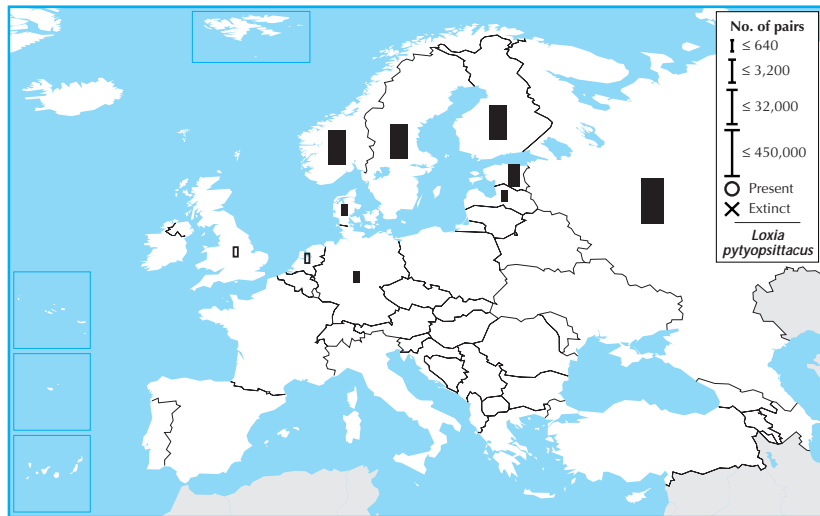 No. of pairs
≤ 640
≤ 3,200
≤ 32,000
≤ 450,000
Present
Extinct
Loxia
pytyopsittacus